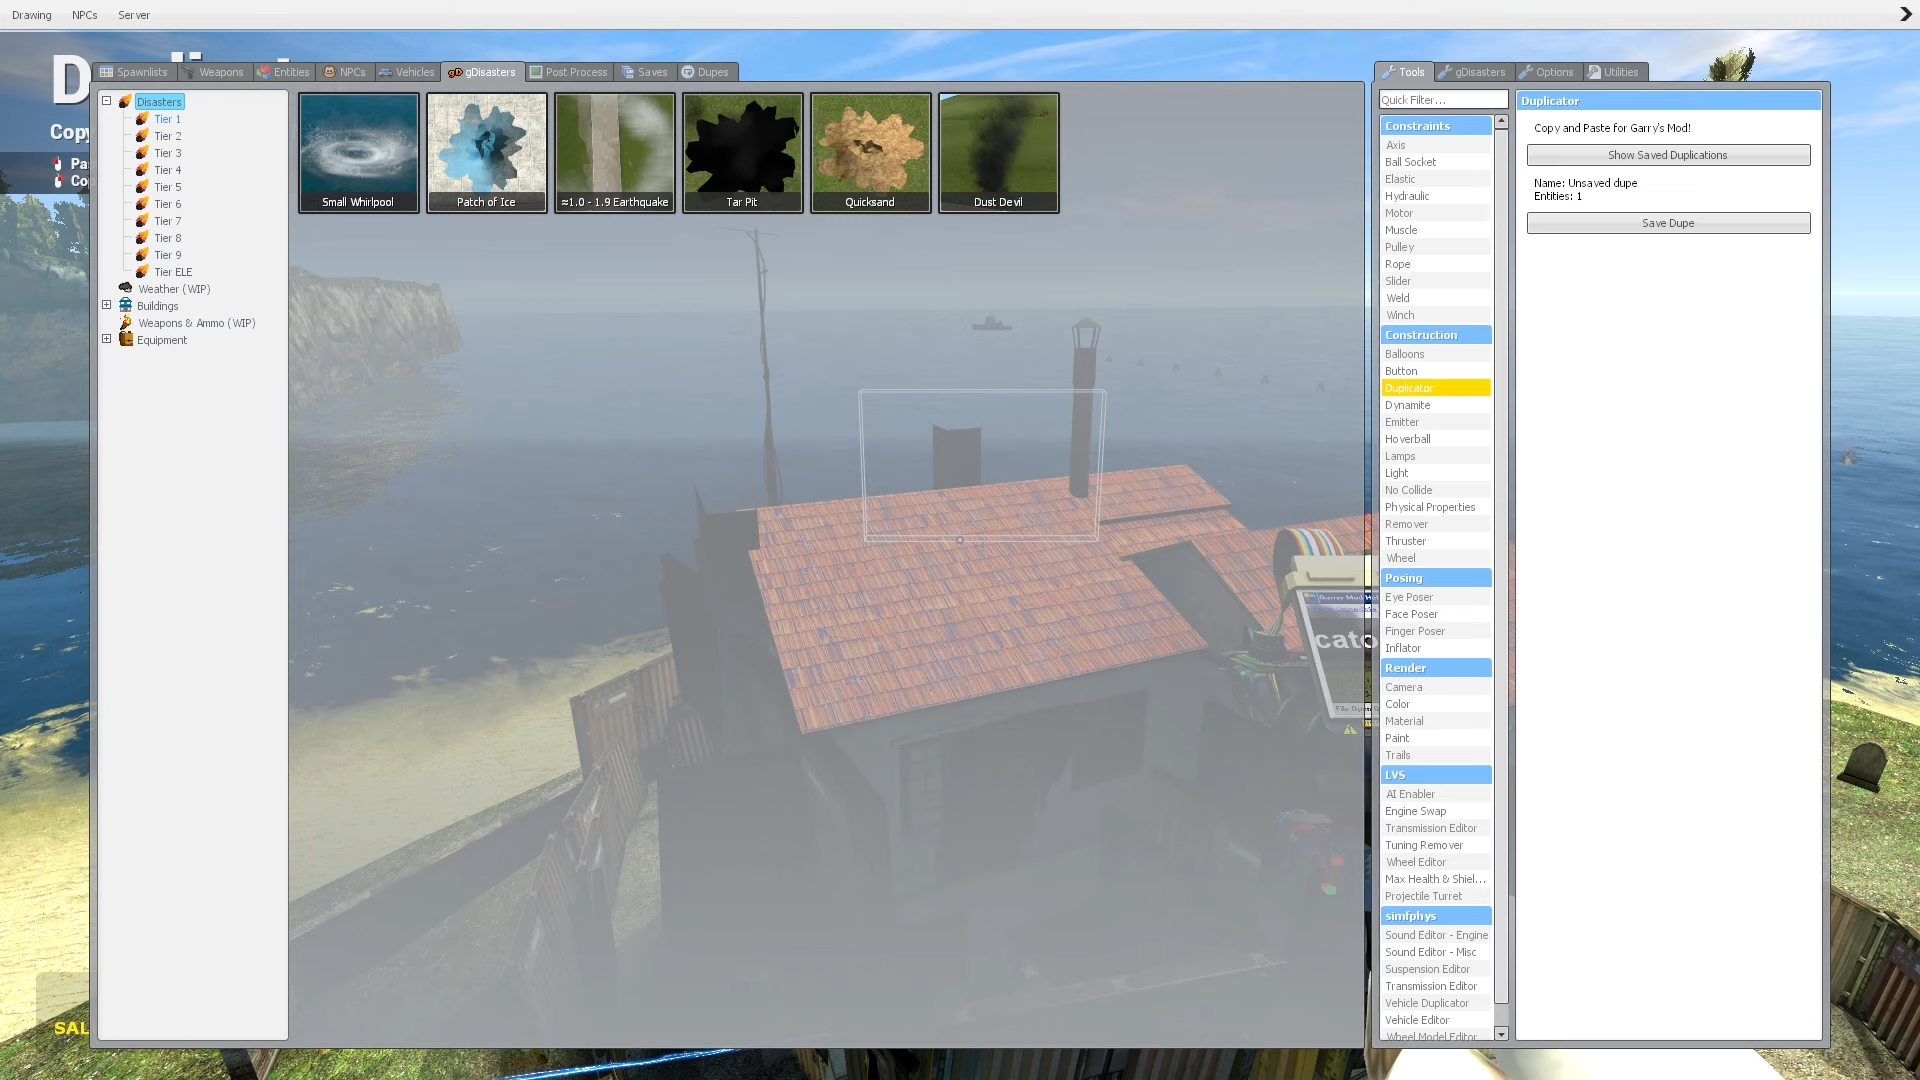 Drawing NPCs Server
Spawnlists Weapons Entities NPCs Vehicles gDisasters Post Process Saves Dupes
Disasters
Tier 1
Tier 2
Tier 3
Tier 4
Tier 5
Tier 6
Tier 7
Tier 8
Tier 9
Tier ELE
Weather (WIP)
Buildings
Weapons & Ammo (WIP)
Equipment
Small Whirlpool
Patch of Ice
≈1.0 - 1.9 Earthquake
Tar Pit
Quicksand
Dust Devil
Tools gDisasters Options Utilities
Quick Filter...
Constraints
Axis
Ball Socket
Elastic
Hydraulic
Motor
Muscle
Pulley
Rope
Slider
Weld
Winch
Construction
Balloons
Button
Duplicator
Dynamite
Emitter
Hoverball
Lamps
Light
No Collide
Physical Properties
Remover
Thruster
Wheel
Posing
Eye Poser
Face Poser
Finger Poser
Inflator
Render
Camera
Color
Material
Paint
Trails
LVS
AI Enabler
Engine Swap
Transmission Editor
Tuning Remover
Wheel Editor
Max Health & Shiel...
Projectile Turret
simfphys
Sound Editor - Engine
Sound Editor - Misc
Suspension Editor
Transmission Editor
Vehicle Duplicator
Vehicle Editor
Wheel Model Editor
Duplicator
Copy and Paste for Garry's Mod!
Show Saved Duplications
Name: Unsaved dupe
Entities: 1
Save Dupe
D
Copy
Pa
Co
cato
SAL